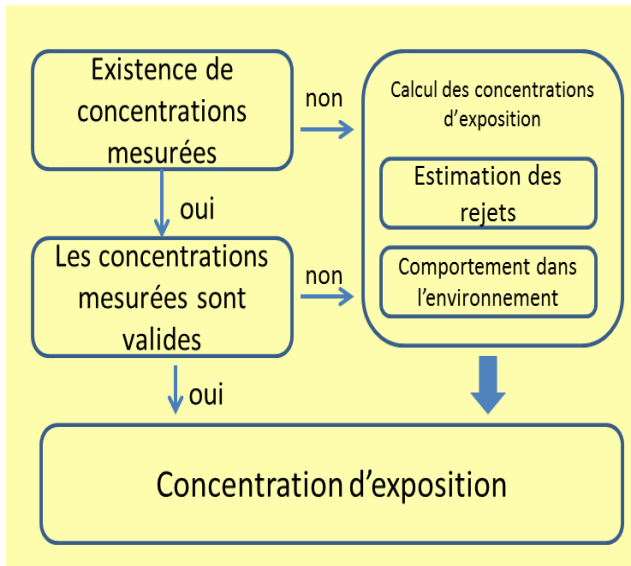 Existence de
concentrations
mesurées
non
Calcul des concentrations
d'exposition
Estimation des
rejets
oui
Les concentrations
mesurées sont
valides
non
Comportement dans
l'environnement
oui
Concentration d'exposition